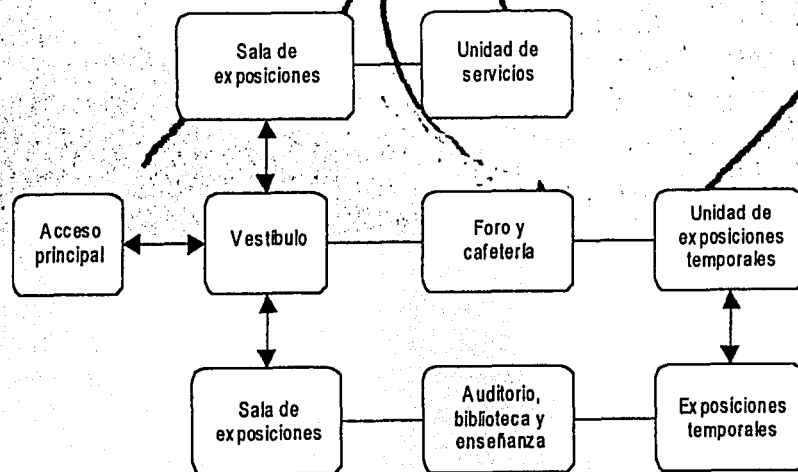 Sala de
exposiciones
Unidad de
servicios
Acceso
principal
Vestíbulo
Foro y
cafetería
Unidad de
exposiciones
temporales
Sala de
exposiciones
Auditorio,
biblioteca y
enseñanza
Exposiciones
temporales